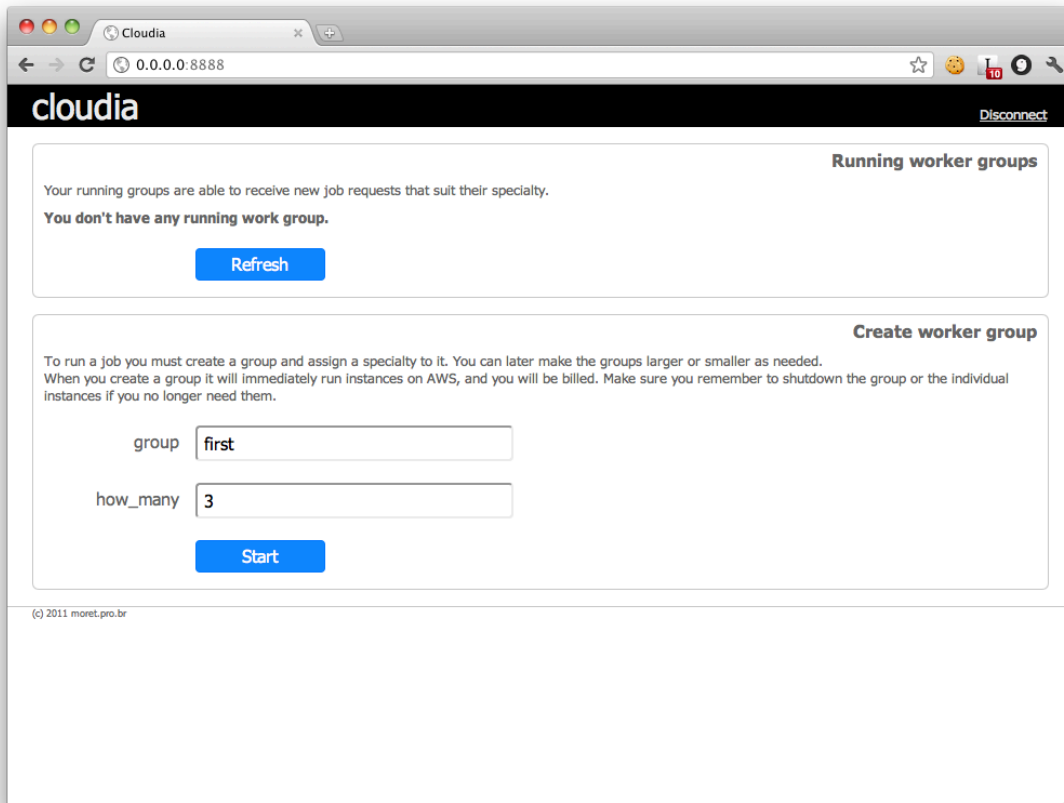 Cloudia
0.0.0.0:8888
10
cloudia
Disconnect
Running worker groups
Your running groups are able to receive new job requests that suit their specialty.
You don't have any running work group.
Refresh
Create worker group
To run a job you must create a group and assign a specialty to it. You can later make the groups larger or smaller as needed.
When you create a group it will immediately run instances on AWS, and you will be billed. Make sure you remember to shutdown the group or the individual
instances if you no longer need them.
group
first
how_many
3
Start
(c) 2011 moret.pro.br